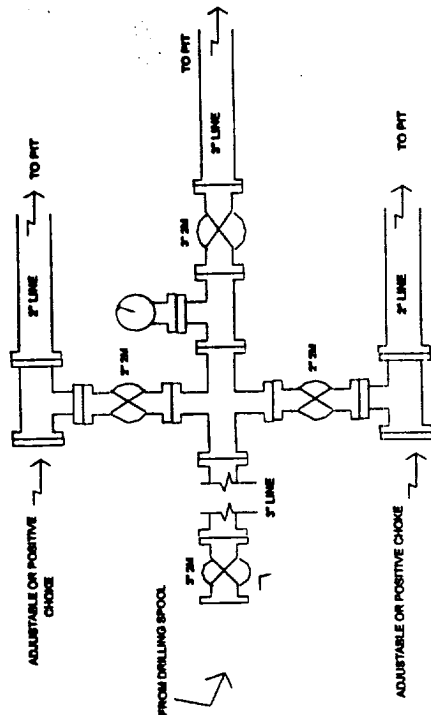 TO PIT
2" LINE
ADJUSTABLE OR POSITIVE
CHOKE
2" 2M
TO PIT
3" LINE
3" 2M
3" LINE
3" 2M
FROM DRILLING SPOOL
2" 2M
TO PIT
2" LINE
ADJUSTABLE OR POSITIVE CHOKE